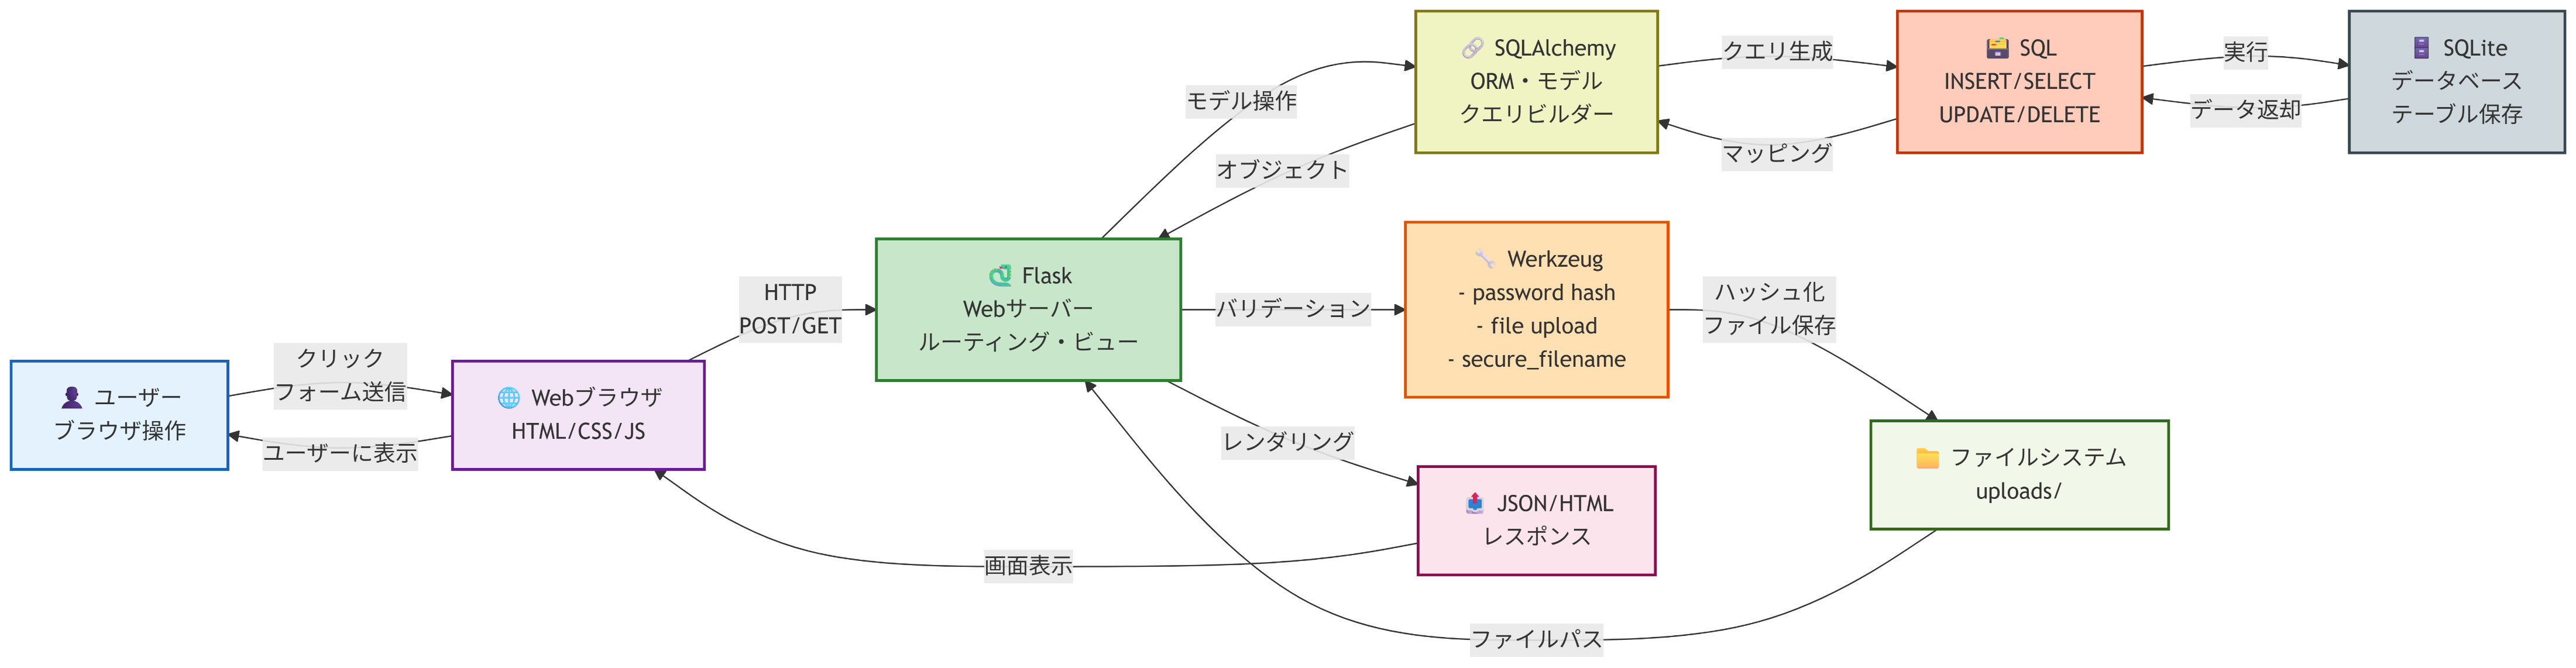 👤 ユーザー
ブラウザ操作
クリック
フォーム送信
ユーザーに表示
🌐 Webブラウザ
HTML/CSS/JS
HTTP
POST/GET
🐍 Flask
Webサーバー
ルーティング・ビュー
モデル操作
オブジェクト
バリデーション
レンダリング
画面表示
ファイルパス
🔗 SQLAlchemy
ORM・モデル
クエリビルダー
クエリ生成
マッピング
🗃️ SQL
INSERT/SELECT
UPDATE/DELETE
実行
データ返却
🗄️ SQLite
データベース
テーブル保存
🔧 Werkzeug
- password hash
- file upload
- secure_filename
ハッシュ化
ファイル保存
📤 JSON/HTML
レスポンス
📁 ファイルシステム
uploads/